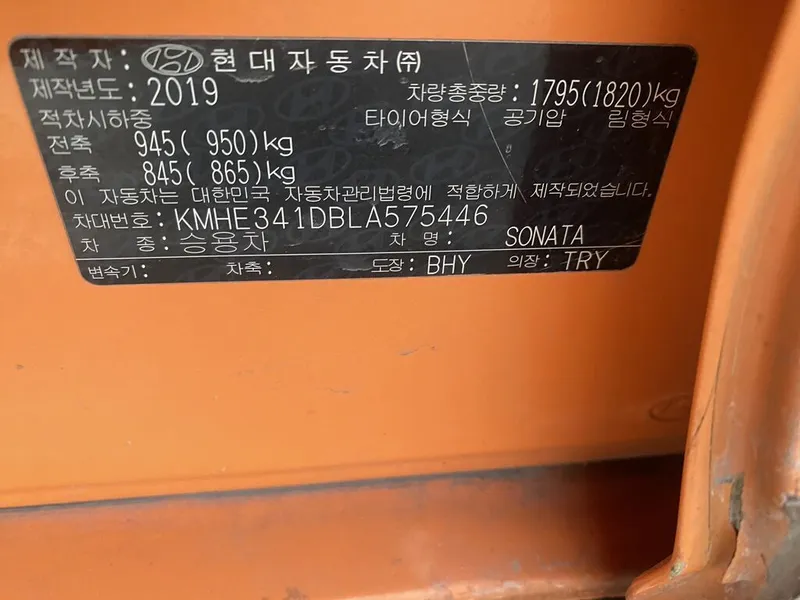 제작자: 현대자동차㈜
제작년도: 2019 차량총중량: 1795(1820)kg
적차시하중 타이어형식 공기압 림형식
전축 945( 950)kg
후축 845( 865)kg
이 자동차는 대한민국 자동차관리법령에 적합하게 제작되었습니다.
차대번호: KMHE341DBLA575446
차 종: 승용차 차 명: SONATA
변속기: 차축: 도장: BHY 의장: TRY